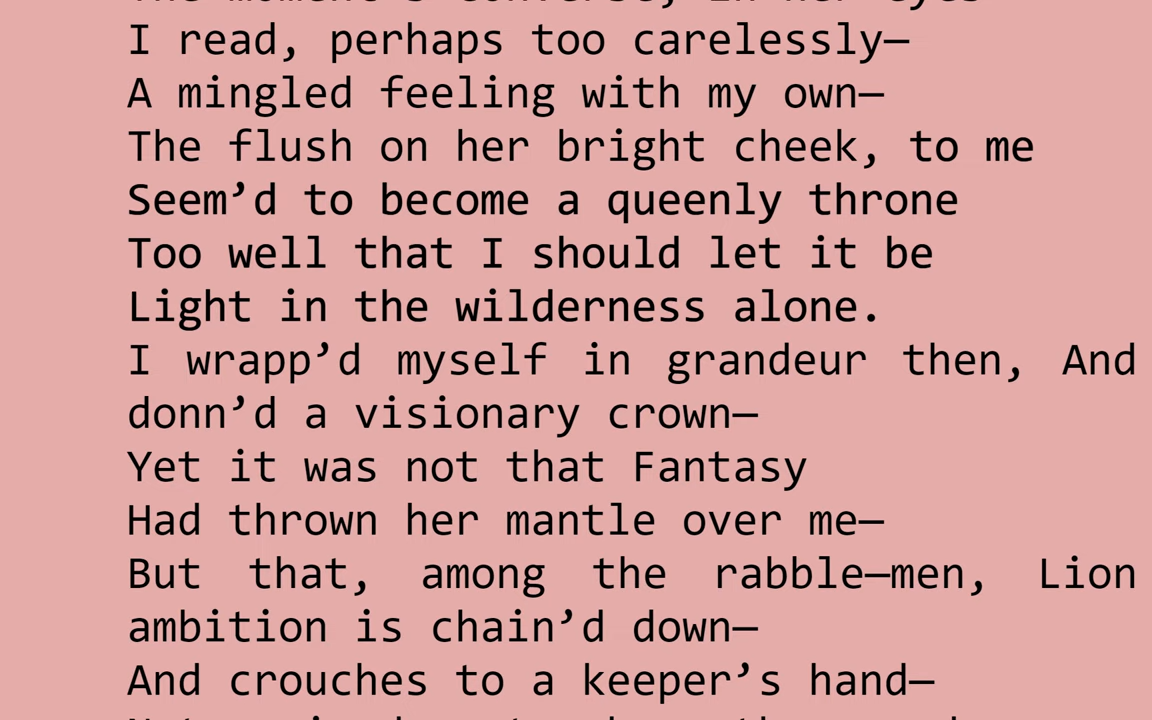 I read, perhaps too carelessly—
A mingled feeling with my own—
The flush on her bright cheek, to me
Seem’d to become a queenly throne
Too well that I should let it be
Light in the wilderness alone.
I wrapp’d myself in grandeur then, And
donn’d a visionary crown—
Yet it was not that Fantasy
Had thrown her mantle over me—
But that, among the rabble—men, Lion
ambition is chain’d down—
And crouches to a keeper’s hand—